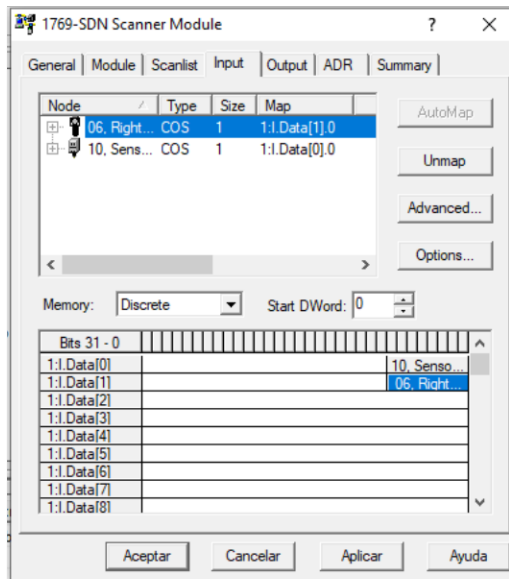 1769-SDN Scanner Module ? ×
General Module Scanlist Input Output ADR Summary
Node Type Size Map
06, Right... COS 1 1:I.Data[1].0
10, Sens... COS 1 1:I.Data[0].0
AutoMap
Unmap
Advanced...
Options...
Memory: Discrete Start DWord: 0
Bits 31 - 0
1:I.Data[0] 10, Senso...
1:I.Data[1] 06, Right...
1:I.Data[2]
1:I.Data[3]
1:I.Data[4]
1:I.Data[5]
1:I.Data[6]
1:I.Data[7]
1:I.Data[8]
Aceptar Cancelar Aplicar Ayuda